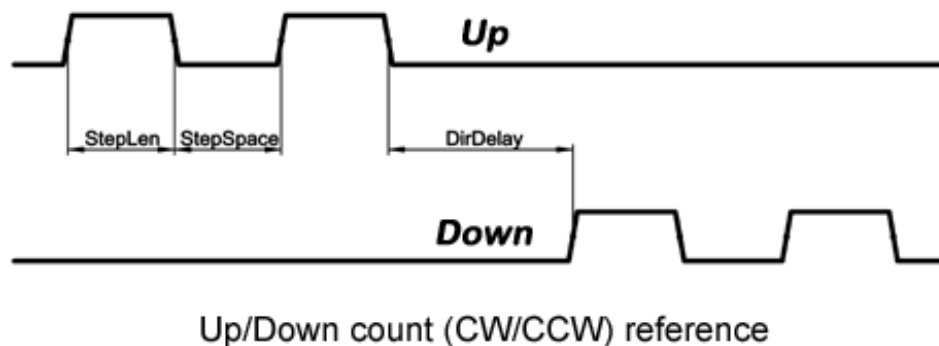 Up
StepLen StepSpace DirDelay
Down
Up/Down count (CW/CCW) reference